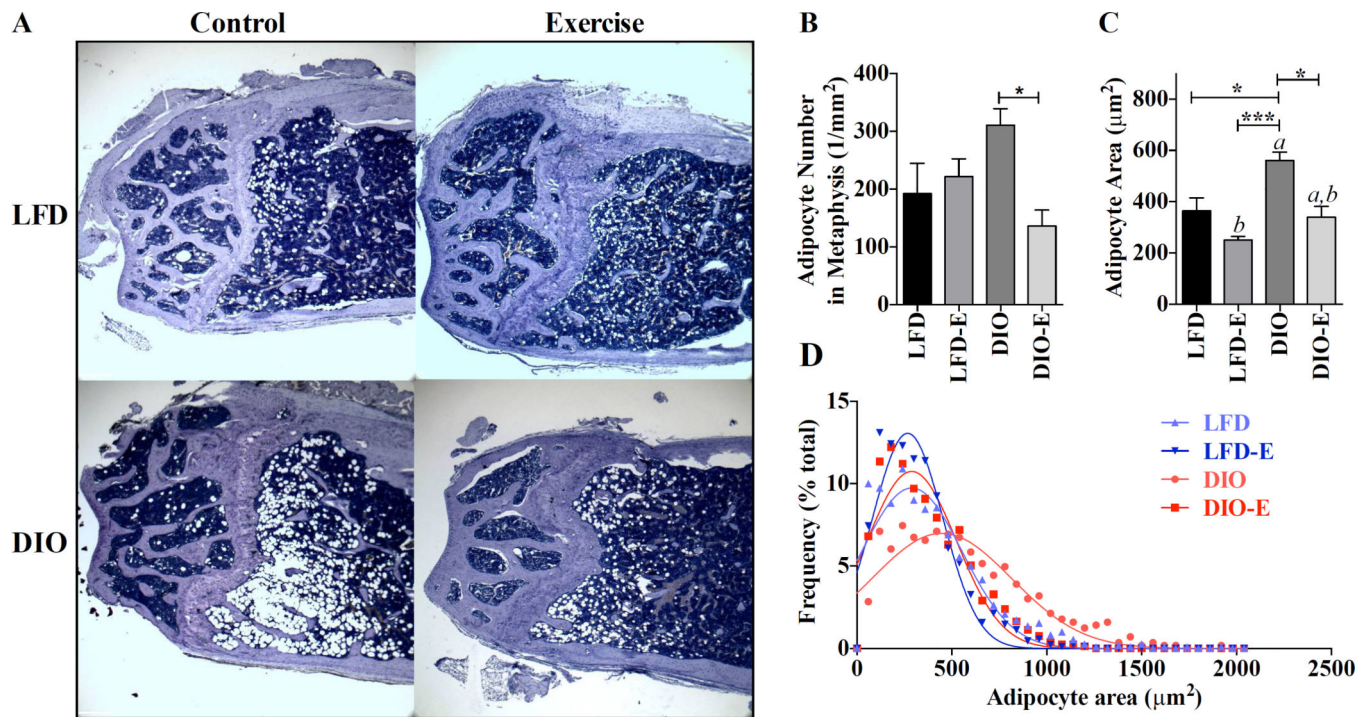 A
Control
Exercise
LFD
DIO
B
Adipocyte Number
in Metaphysis (1/mm²)
400
300
200
100
0
*
LFD
LFD-E
DIO
DIO-E
C
Adipocyte Area (μm²)
800
600
400
200
0
*
*
***
a
a,b
b
LFD
LFD-E
DIO
DIO-E
D
Frequency (% total)
15
10
5
0
0
500
1000
1500
2000
2500
Adipocyte area (μm²)
LFD
LFD-E
DIO
DIO-E